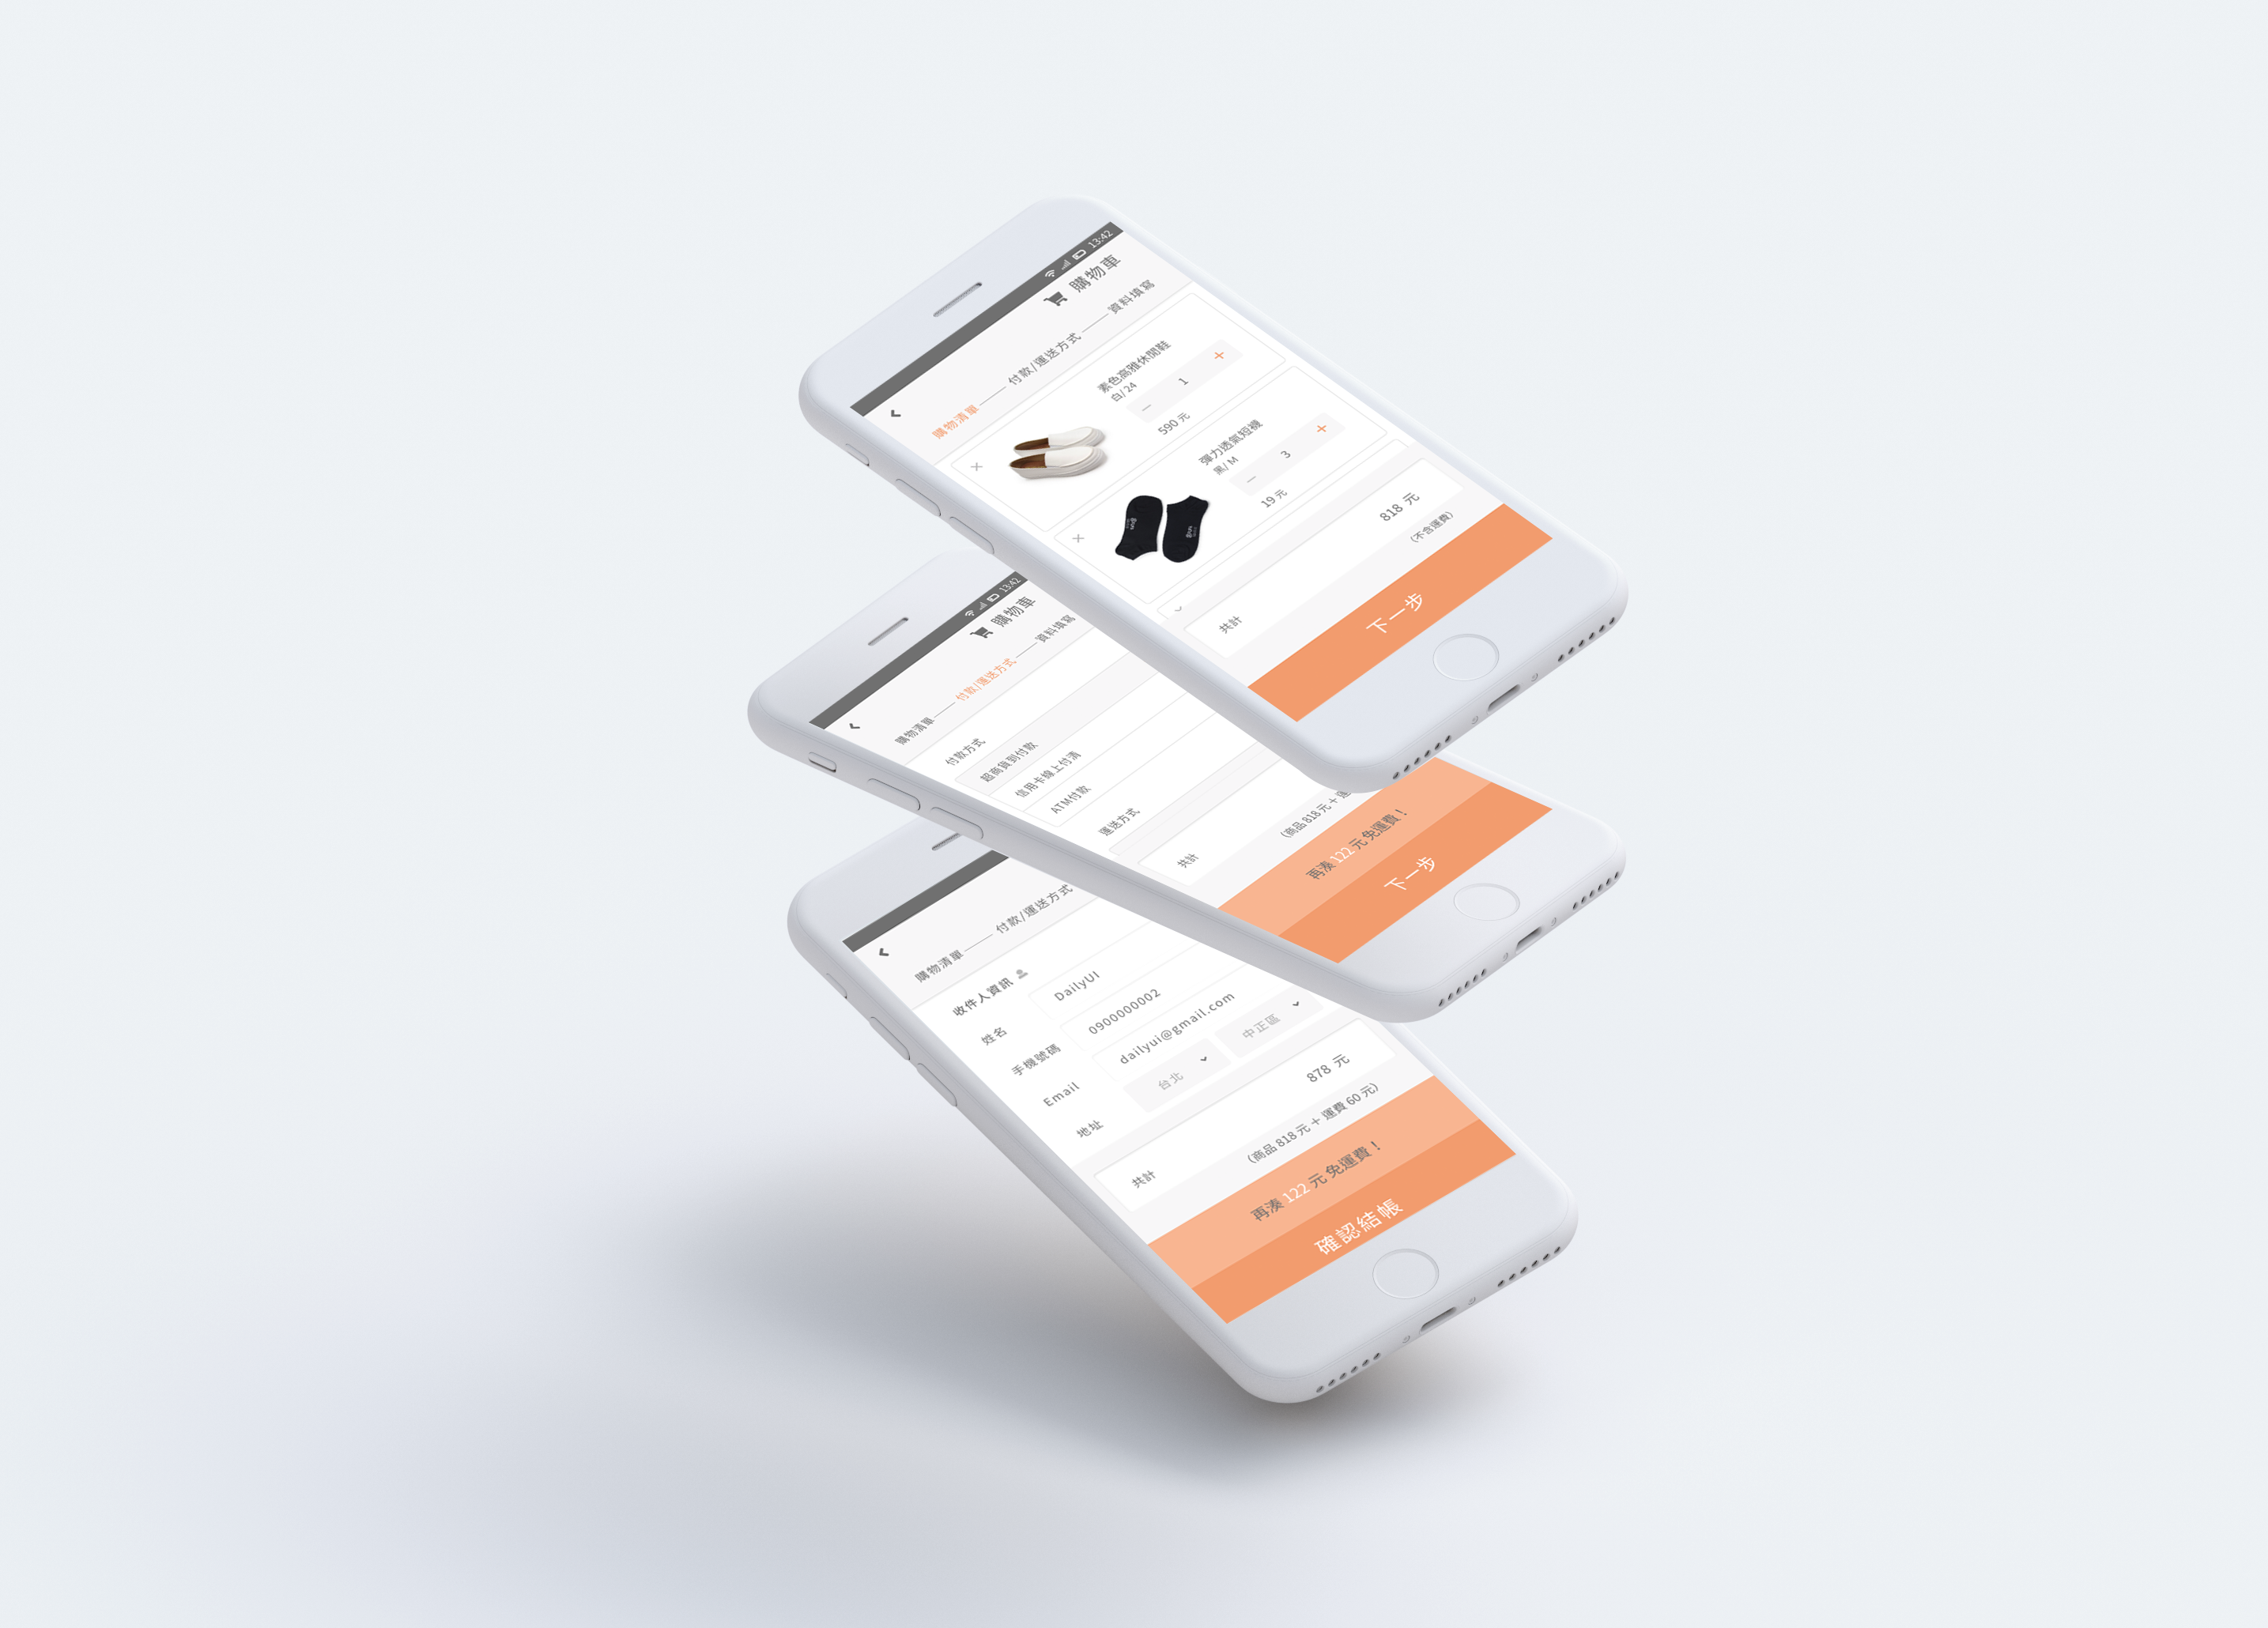 13:42
購物車
購物清單 付款/運送方式 資料填寫
素色高雅休閒鞋
白/ 24
1
590 元
彈力透氣短襪
黑/ M
3
19 元
共計 818 元
(不含運費)
下一步
13:42
購物車
購物清單 付款/運送方式 資料填寫
付款方式
超商貨到付款
信用卡線上付清
ATM付款
運送方式
共計
(商品 818 元 + 運
再湊 122 元 免運費！
下一步
購物清單 付款/運送方式
收件人資訊
姓名 DailyUI
手機號碼 0900000002
Email dailyui@gmail.com
地址 台北 中正區
共計 878 元
(商品 818 元 + 運費 60 元)
再湊 122 元 免運費！
確認結帳